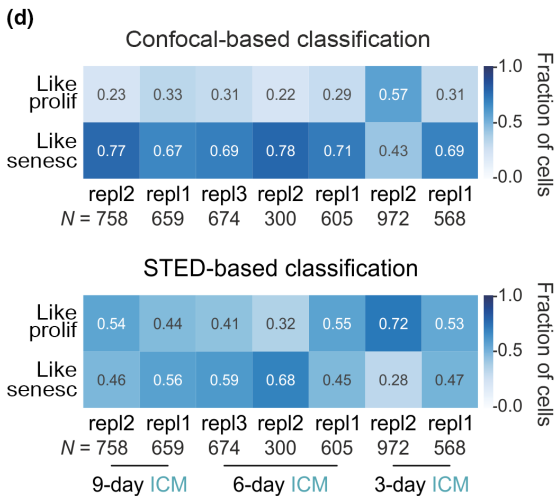 (d)
Confocal-based classification
Like prolif 0.23 0.33 0.31 0.22 0.29 0.57 0.31
Like senesc 0.77 0.67 0.69 0.78 0.71 0.43 0.69
repl2 repl1 repl3 repl2 repl1 repl2 repl1
N = 758 659 674 300 605 972 568
1.0
0.5
-0.0
Fraction of cells
STED-based classification
Like prolif 0.54 0.44 0.41 0.32 0.55 0.72 0.53
Like senesc 0.46 0.56 0.59 0.68 0.45 0.28 0.47
repl2 repl1 repl3 repl2 repl1 repl2 repl1
N = 758 659 674 300 605 972 568
1.0
0.5
-0.0
Fraction of cells
9-day ICM 6-day ICM 3-day ICM